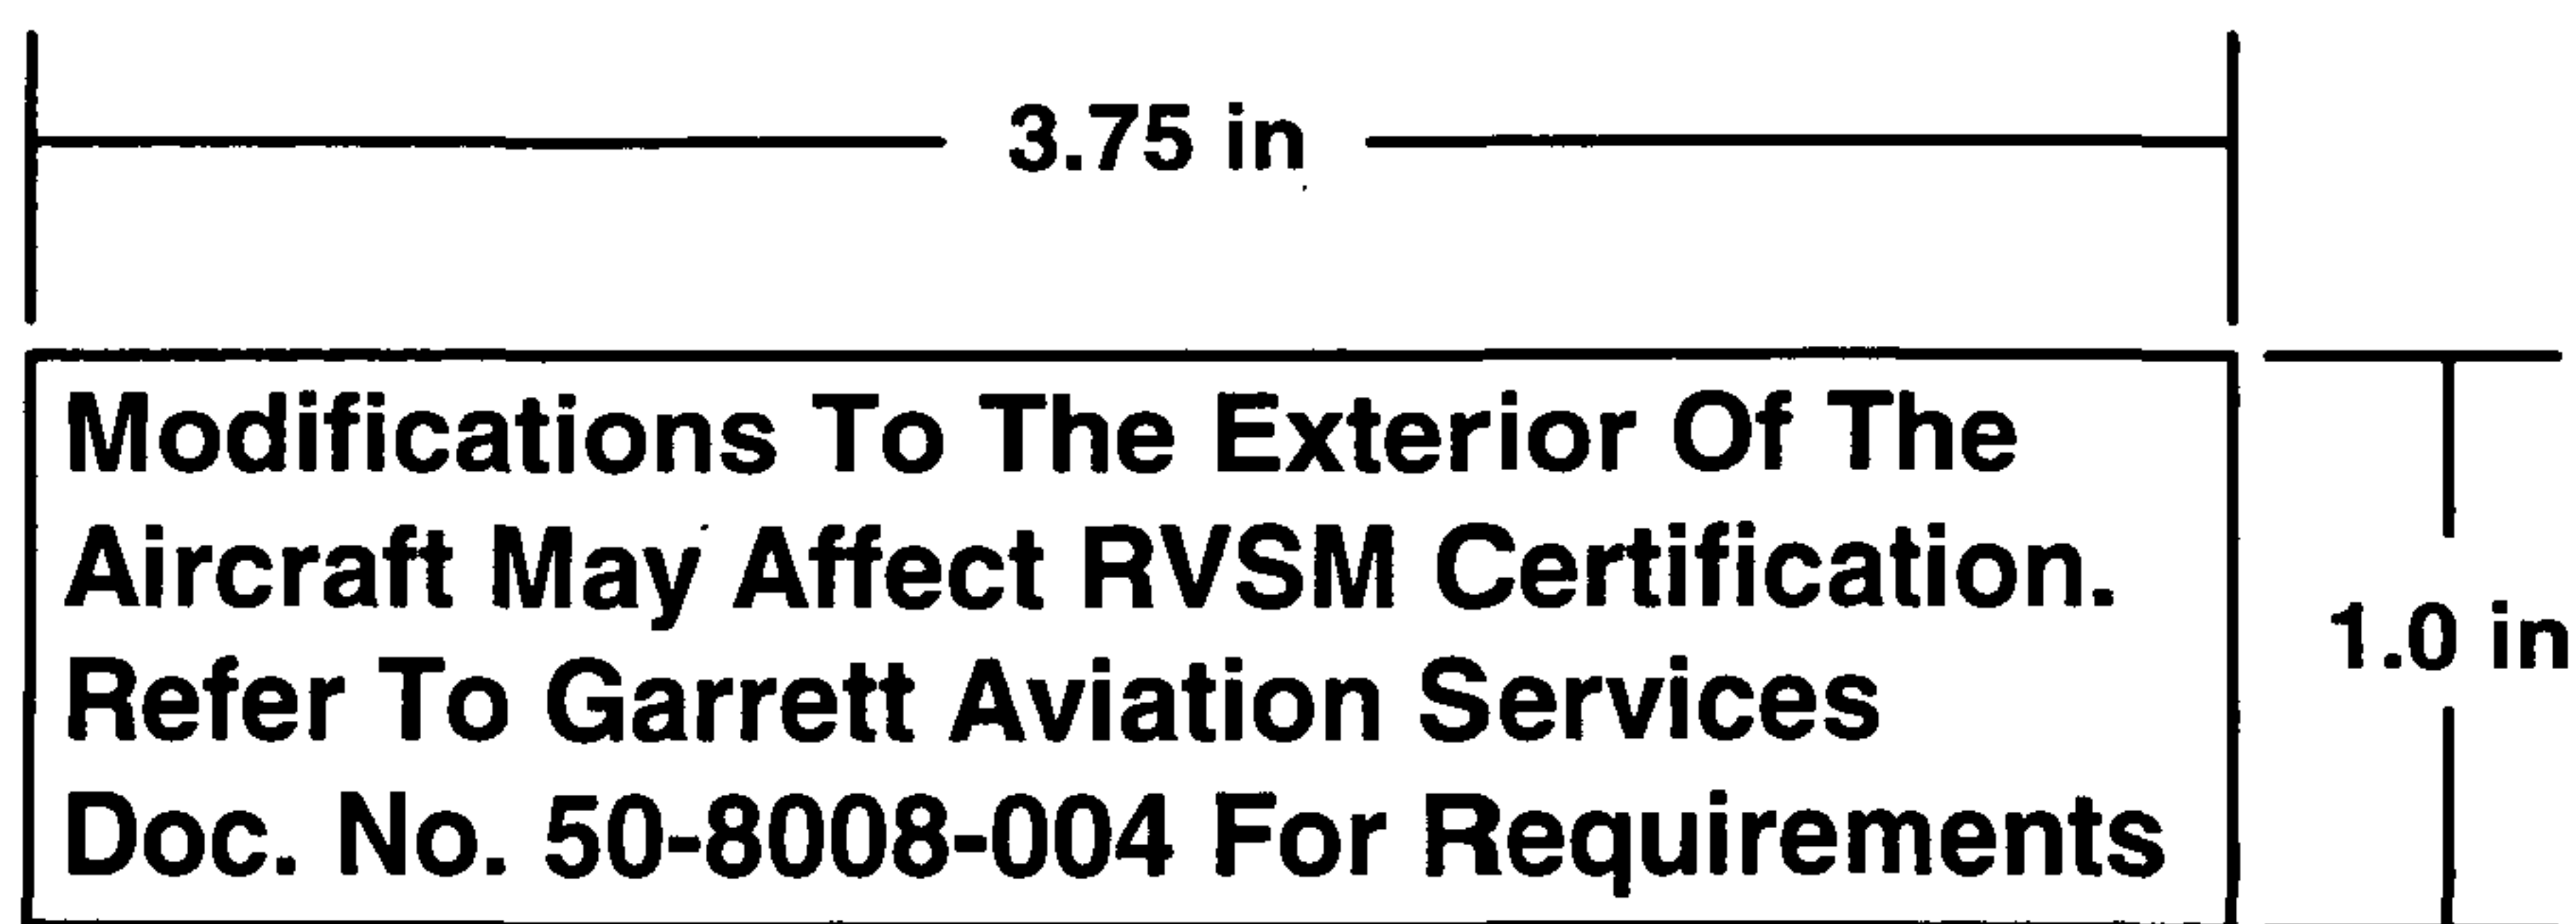 3.75 in
Modifications To The Exterior Of The
Aircraft May Affect RVSM Certification.
Refer To Garrett Aviation Services
Doc. No. 50-8008-004 For Requirements
1.0 in